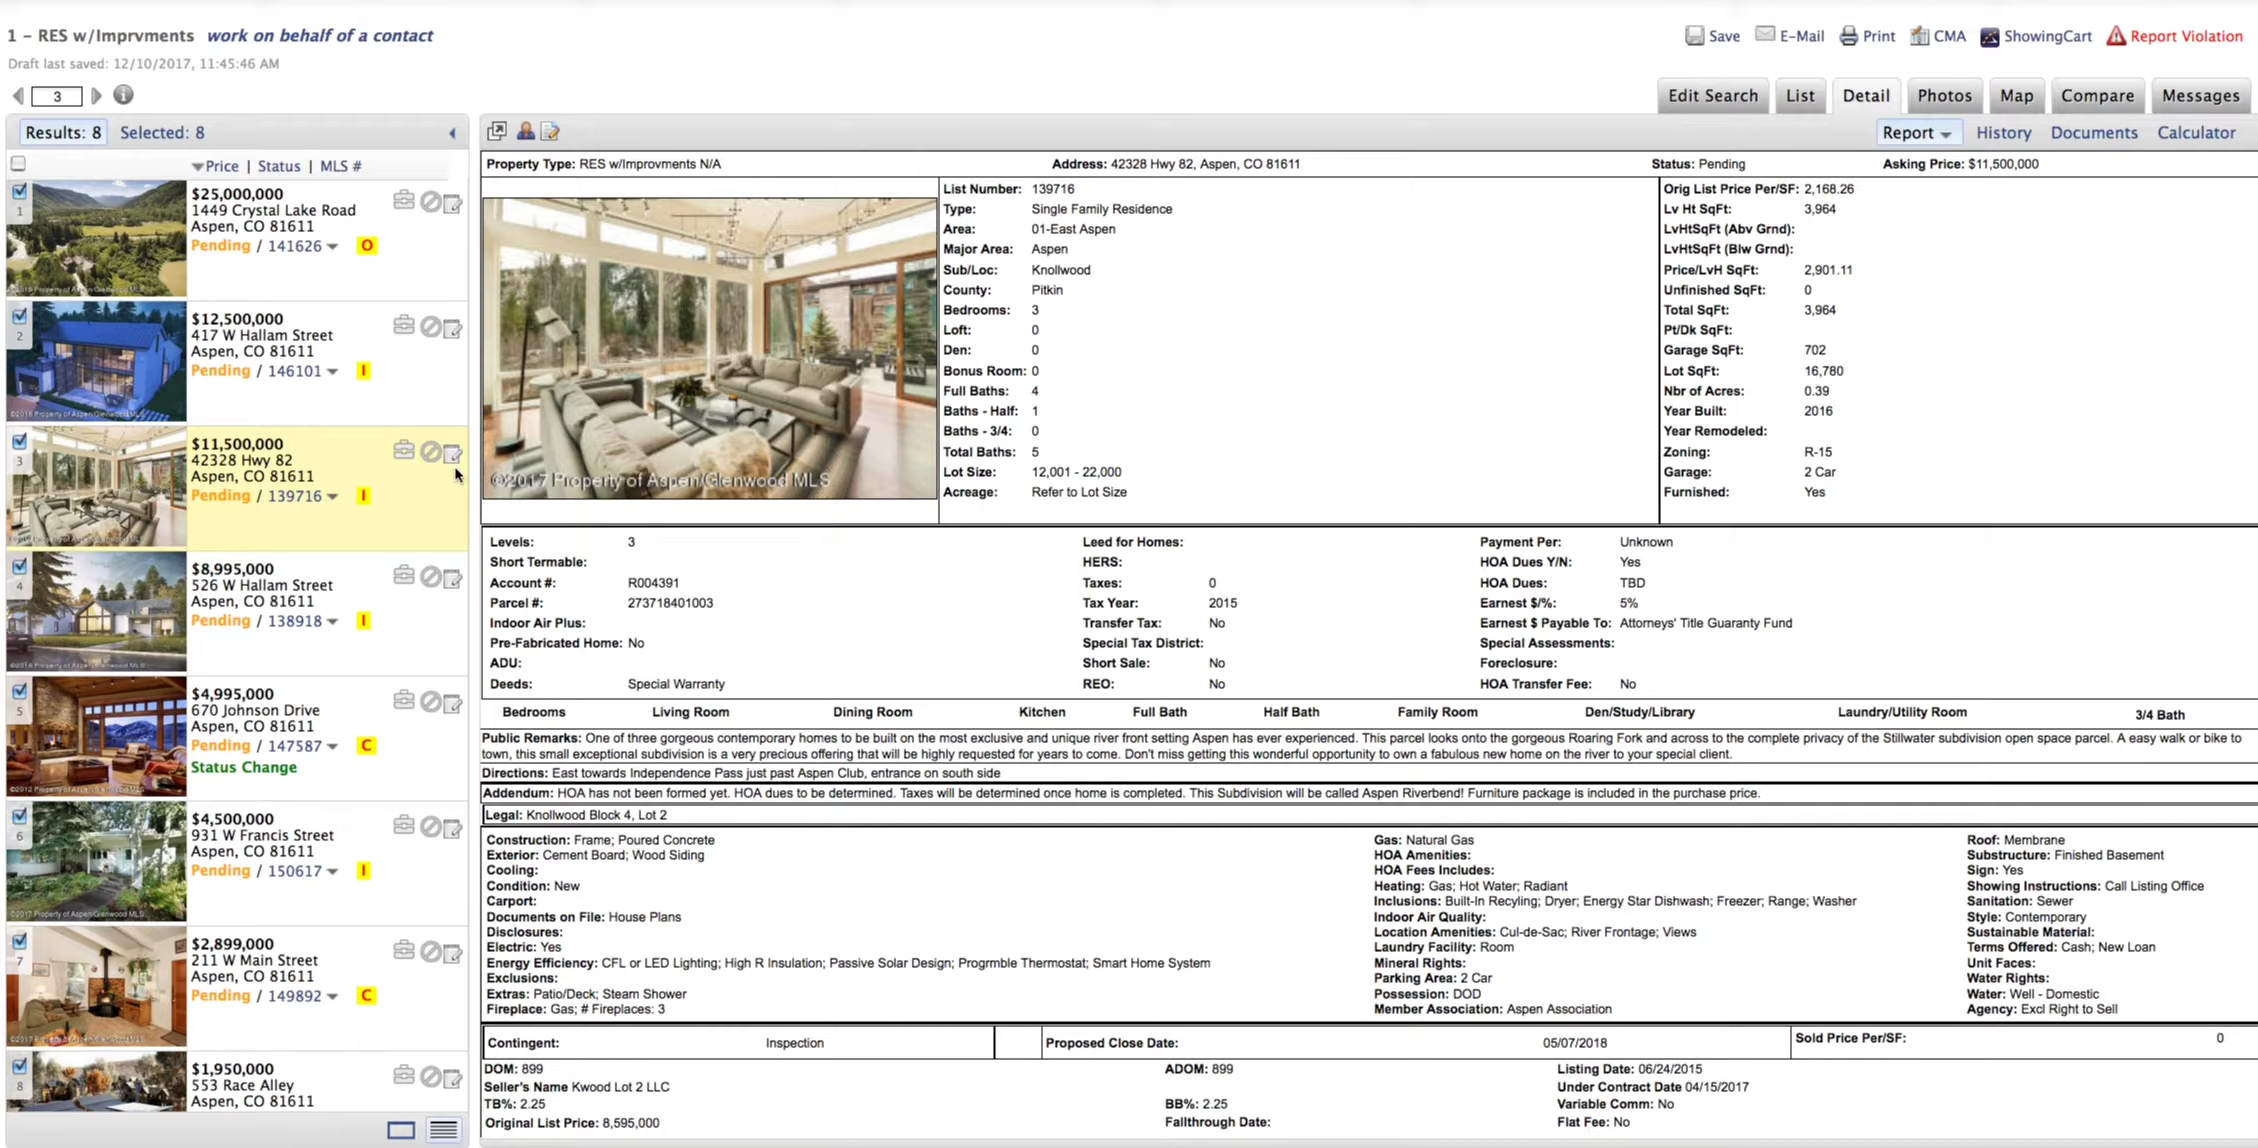 1 – RES w/Imprvments work on behalf of a contact
Save E-Mail Print CMA ShowingCart Report Violation
Draft last saved: 12/10/2017, 11:45:46 AM
3
Edit Search List Detail Photos Map Compare Messages
Results: 8 Selected: 8
Report History Documents Calculator
Price | Status | MLS #
1
$25,000,000
1449 Crystal Lake Road
Aspen, CO 81611
Pending / 141626 O
2
$12,500,000
417 W Hallam Street
Aspen, CO 81611
Pending / 146101 I
©2016 Property of Aspen/Glenwood MLS
3
$11,500,000
42328 Hwy 82
Aspen, CO 81611
Pending / 139716 I
4
$8,995,000
526 W Hallam Street
Aspen, CO 81611
Pending / 138918 I
5
$4,995,000
670 Johnson Drive
Aspen, CO 81611
Pending / 147587 C
Status Change
©2012 Property of Aspen/Glenwood MLS
6
$4,500,000
931 W Francis Street
Aspen, CO 81611
Pending / 150617 I
©2017 Property of Aspen/Glenwood MLS
7
$2,899,000
211 W Main Street
Aspen, CO 81611
Pending / 149892 C
©2017 Property of Aspen/Glenwood MLS
8
$1,950,000
553 Race Alley
Aspen, CO 81611
Property Type: RES w/Improvments N/A Address: 42328 Hwy 82, Aspen, CO 81611 Status: Pending Asking Price: $11,500,000
©2017 Property of Aspen/Glenwood MLS
List Number: 139716
Type: Single Family Residence
Area: 01-East Aspen
Major Area: Aspen
Sub/Loc: Knollwood
County: Pitkin
Bedrooms: 3
Loft: 0
Den: 0
Bonus Room: 0
Full Baths: 4
Baths - Half: 1
Baths - 3/4: 0
Total Baths: 5
Lot Size: 12,001 - 22,000
Acreage: Refer to Lot Size
Orig List Price Per/SF: 2,168.26
Lv Ht SqFt: 3,964
LvHtSqFt (Abv Grnd):
LvHtSqFt (Blw Grnd):
Price/LvH SqFt: 2,901.11
Unfinished SqFt: 0
Total SqFt: 3,964
Pt/Dk SqFt:
Garage SqFt: 702
Lot SqFt: 16,780
Nbr of Acres: 0.39
Year Built: 2016
Year Remodeled:
Zoning: R-15
Garage: 2 Car
Furnished: Yes
Levels: 3
Short Termable:
Account #: R004391
Parcel #: 273718401003
Indoor Air Plus:
Pre-Fabricated Home: No
ADU:
Deeds: Special Warranty
Leed for Homes:
HERS:
Taxes: 0
Tax Year: 2015
Transfer Tax: No
Special Tax District:
Short Sale: No
REO: No
Payment Per: Unknown
HOA Dues Y/N: Yes
HOA Dues: TBD
Earnest $/%: 5%
Earnest $ Payable To: Attorneys' Title Guaranty Fund
Special Assessments:
Foreclosure:
HOA Transfer Fee: No
Bedrooms Living Room Dining Room Kitchen Full Bath Half Bath Family Room Den/Study/Library Laundry/Utility Room 3/4 Bath
Public Remarks: One of three gorgeous contemporary homes to be built on the most exclusive and unique river front setting Aspen has ever experienced. This parcel looks onto the gorgeous Roaring Fork and across to the complete privacy of the Stillwater subdivision open space parcel. A easy walk or bike to
town, this small exceptional subdivision is a very precious offering that will be highly requested for years to come. Don't miss getting this wonderful opportunity to own a fabulous new home on the river to your special client.
Directions: East towards Independence Pass just past Aspen Club, entrance on south side
Addendum: HOA has not been formed yet. HOA dues to be determined. Taxes will be determined once home is completed. This Subdivision will be called Aspen Riverbend! Furniture package is included in the purchase price.
Legal: Knollwood Block 4, Lot 2
Construction: Frame; Poured Concrete
Exterior: Cement Board; Wood Siding
Cooling:
Condition: New
Carport:
Documents on File: House Plans
Disclosures:
Electric: Yes
Energy Efficiency: CFL or LED Lighting; High R Insulation; Passive Solar Design; Progrmble Thermostat; Smart Home System
Exclusions:
Extras: Patio/Deck; Steam Shower
Fireplace: Gas; # Fireplaces: 3
Gas: Natural Gas
HOA Amenities:
HOA Fees Includes:
Heating: Gas; Hot Water; Radiant
Inclusions: Built-In Recyling; Dryer; Energy Star Dishwash; Freezer; Range; Washer
Indoor Air Quality:
Location Amenities: Cul-de-Sac; River Frontage; Views
Laundry Facility: Room
Mineral Rights:
Parking Area: 2 Car
Possession: DOD
Member Association: Aspen Association
Roof: Membrane
Substructure: Finished Basement
Sign: Yes
Showing Instructions: Call Listing Office
Sanitation: Sewer
Style: Contemporary
Sustainable Material:
Terms Offered: Cash; New Loan
Unit Faces:
Water Rights:
Water: Well - Domestic
Agency: Excl Right to Sell
Contingent: Inspection Proposed Close Date: 05/07/2018 Sold Price Per/SF: 0
DOM: 899 ADOM: 899 Listing Date: 06/24/2015
Seller's Name Kwood Lot 2 LLC Under Contract Date 04/15/2017
TB%: 2.25 BB%: 2.25 Variable Comm: No
Original List Price: 8,595,000 Fallthrough Date: Flat Fee: No